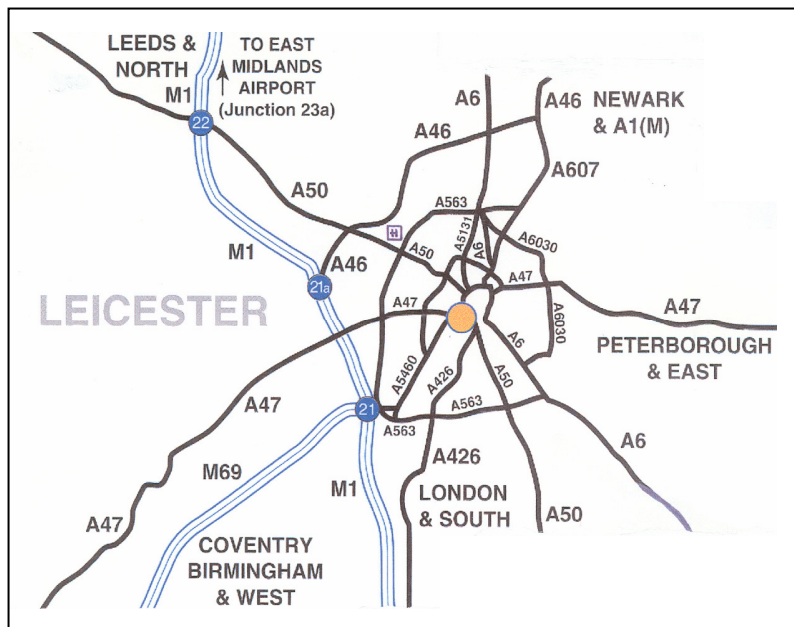 LEEDS &
NORTH
M1
TO EAST
MIDLANDS
AIRPORT
(Junction 23a)
A6
A46
NEWARK
& A1(M)
22
A46
A607
A50
A563
A5131
A6
A6030
A50
M1
A46
21a
A47
A47
A47
LEICESTER
A6030
A6
PETERBOROUGH
& EAST
A5460
A426
A50
A47
21
A563
A563
A6
M69
M1
A426
LONDON
& SOUTH
A50
A47
COVENTRY
BIRMINGHAM
& WEST
H